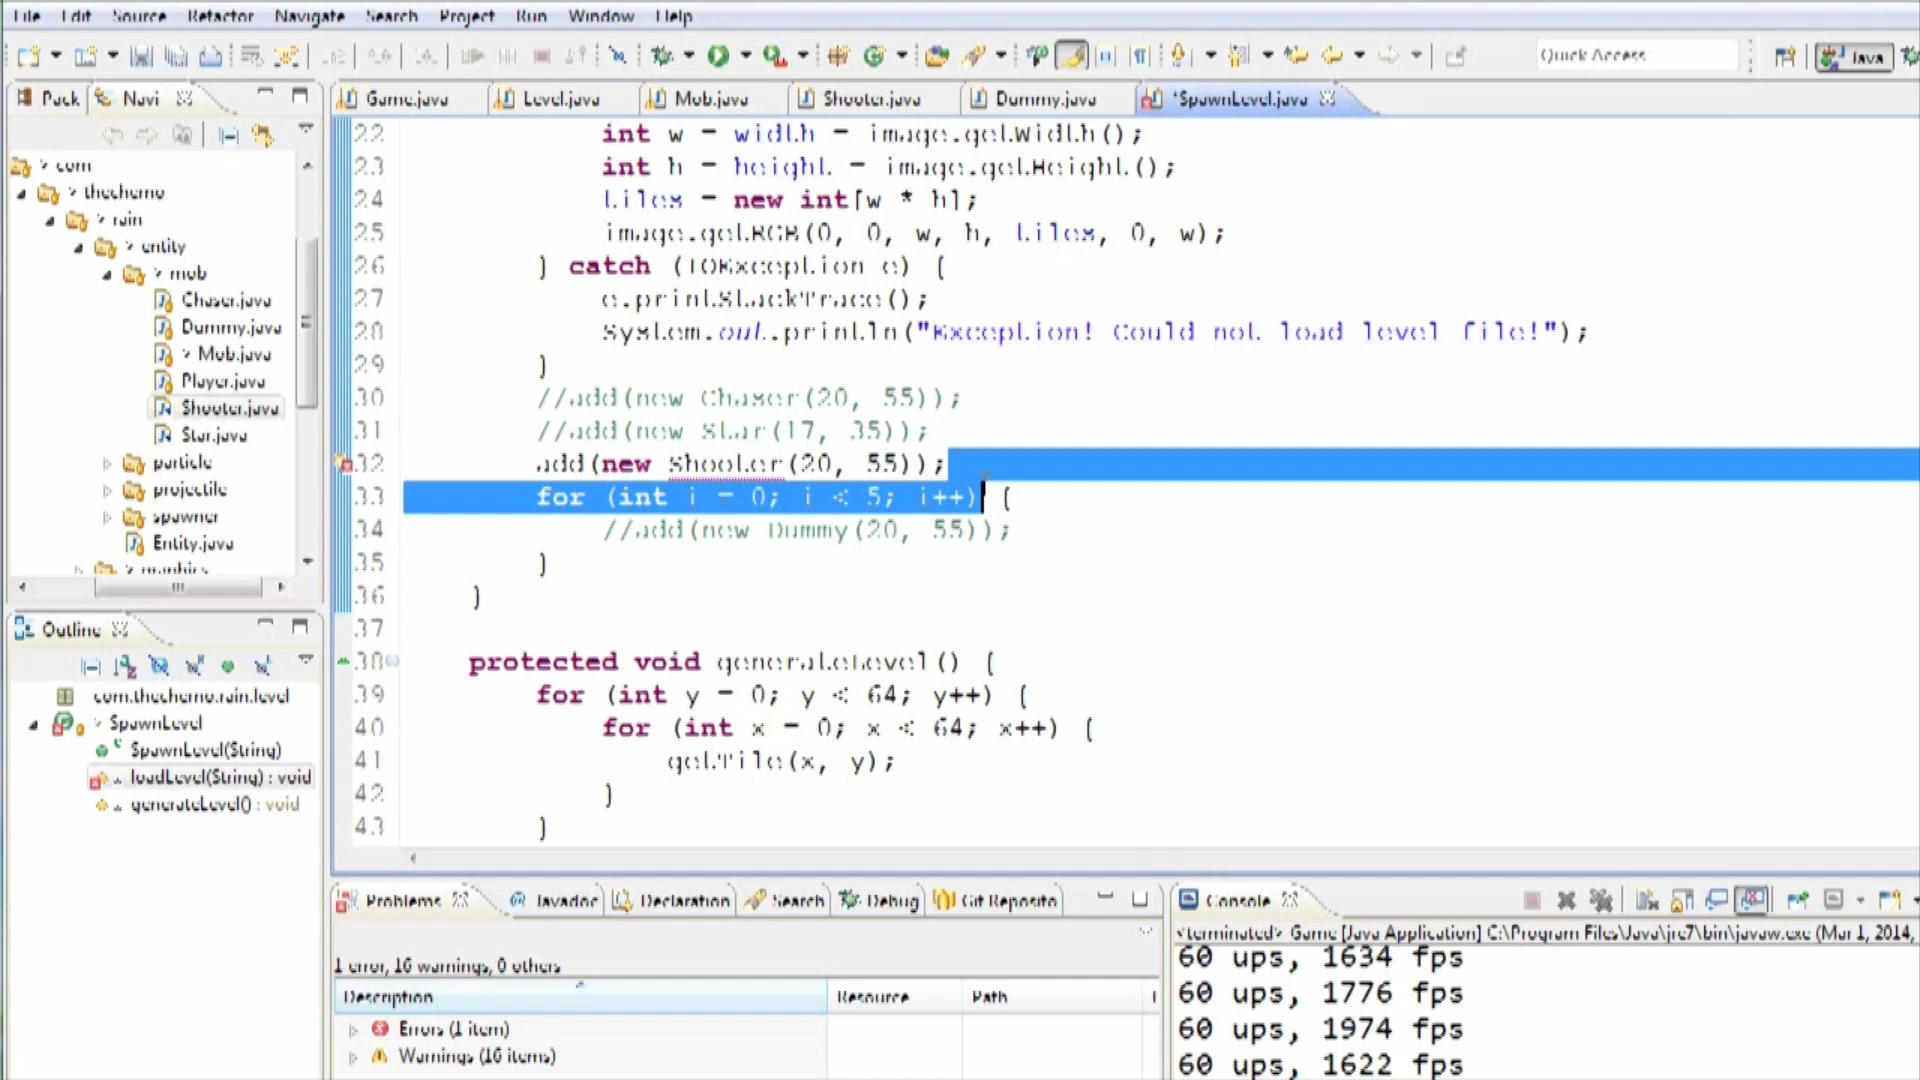 File Edit Source Refactor Navigate Search Project Run Window Help
Quick Access
Java
Pack
Navi
Game.java
Level.java
Mob.java
Shooter.java
Dummy.java
*SpawnLevel.java
> com
> thecherno
> rain
> entity
> mob
Chaser.java
Dummy.java
> Mob.java
Player.java
Shooter.java
Star.java
particle
projectile
spawner
Entity.java
> graphics
22 int w = width = image.getWidth();
23 int h = height = image.getHeight();
24 tiles = new int[w * h];
25 image.getRGB(0, 0, w, h, tiles, 0, w);
26 } catch (IOException e) {
27 e.printStackTrace();
28 System.out.println("Exception! Could not load level file!");
29 }
30 //add(new Chaser(20, 55));
31 //add(new Star(17, 35));
32 add(new Shooter(20, 55));
33 for (int i = 0; i < 5; i++) {
34 //add(new Dummy(20, 55));
35 }
36 }
37
38 protected void generateLevel() {
39 for (int y = 0; y < 64; y++) {
40 for (int x = 0; x < 64; x++) {
41 getTile(x, y);
42 }
43 }
Outline
com.thecherno.rain.level
> SpawnLevel
SpawnLevel(String)
loadLevel(String) : void
generateLevel() : void
Problems
Javadoc
Declaration
Search
Debug
Git Reposito
1 error, 16 warnings, 0 others
Description Resource Path
Errors (1 item)
Warnings (16 items)
Console
<terminated> Game [Java Application] C:\Program Files\Java\jre7\bin\javaw.exe (Mar 1, 2014,
60 ups, 1634 fps
60 ups, 1776 fps
60 ups, 1974 fps
60 ups, 1622 fps